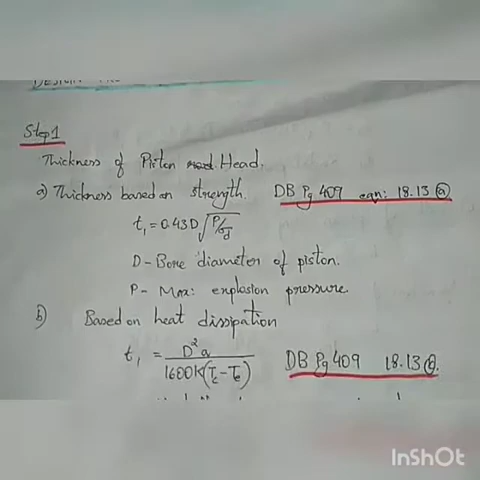 Step 1
Thickness of Piston Head.
a) Thickness based on strength. DB Pg 409 eqn: 18.13 (a)
t₁ = 0.43D √(P/σd)
D - Bore diameter of piston.
P - Max: explosion pressure.
b) Based on heat dissipation
t₁ = D²q / 1600K(Tc - Te) DB Pg 409 18.13 (b).
InShOt